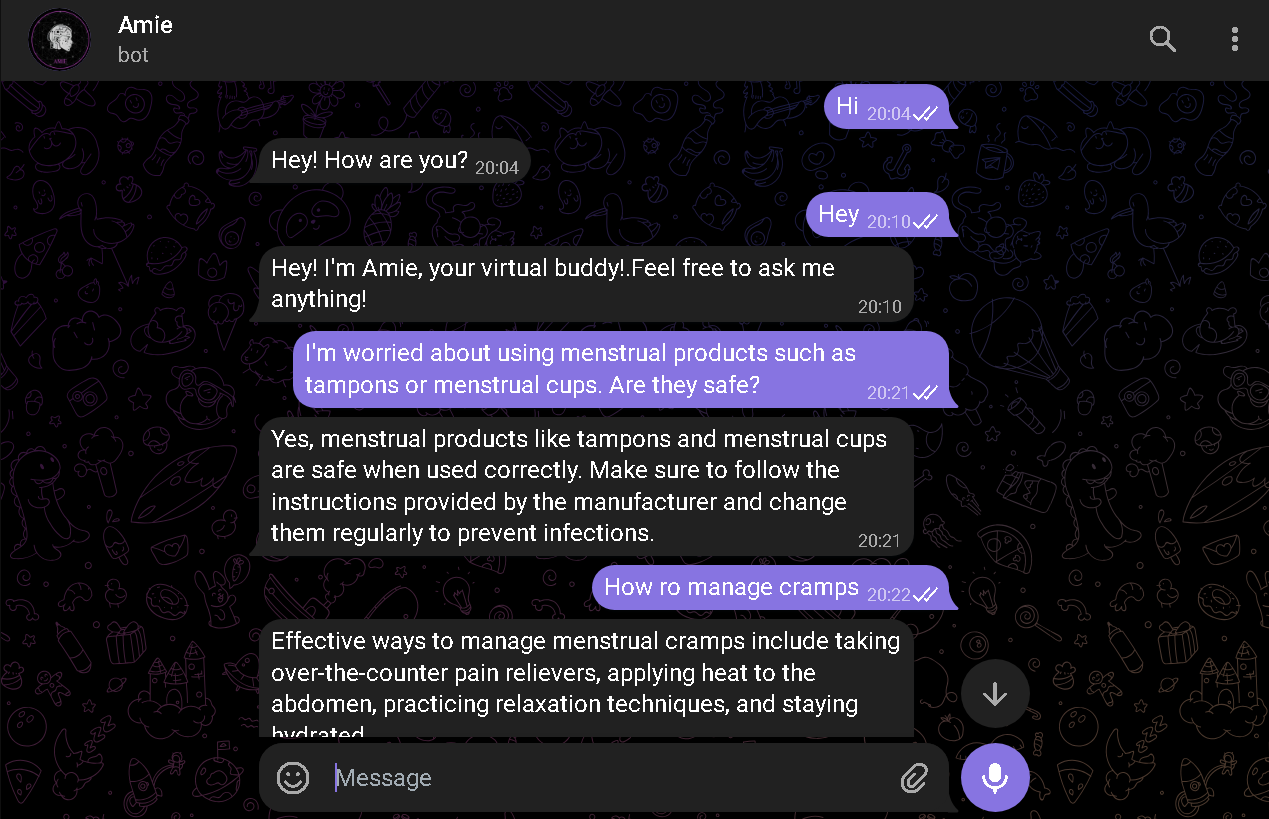 Amie
bot
Hi 20:04
Hey! How are you? 20:04
Hey 20:10
Hey! I'm Amie, your virtual buddy!.Feel free to ask me
anything!
20:10
I'm worried about using menstrual products such as
tampons or menstrual cups. Are they safe?
20:21
Yes, menstrual products like tampons and menstrual cups
are safe when used correctly. Make sure to follow the
instructions provided by the manufacturer and change
them regularly to prevent infections.
20:21
How ro manage cramps 20:22
Effective ways to manage menstrual cramps include taking
over-the-counter pain relievers, applying heat to the
abdomen, practicing relaxation techniques, and staying
hydrated
Message